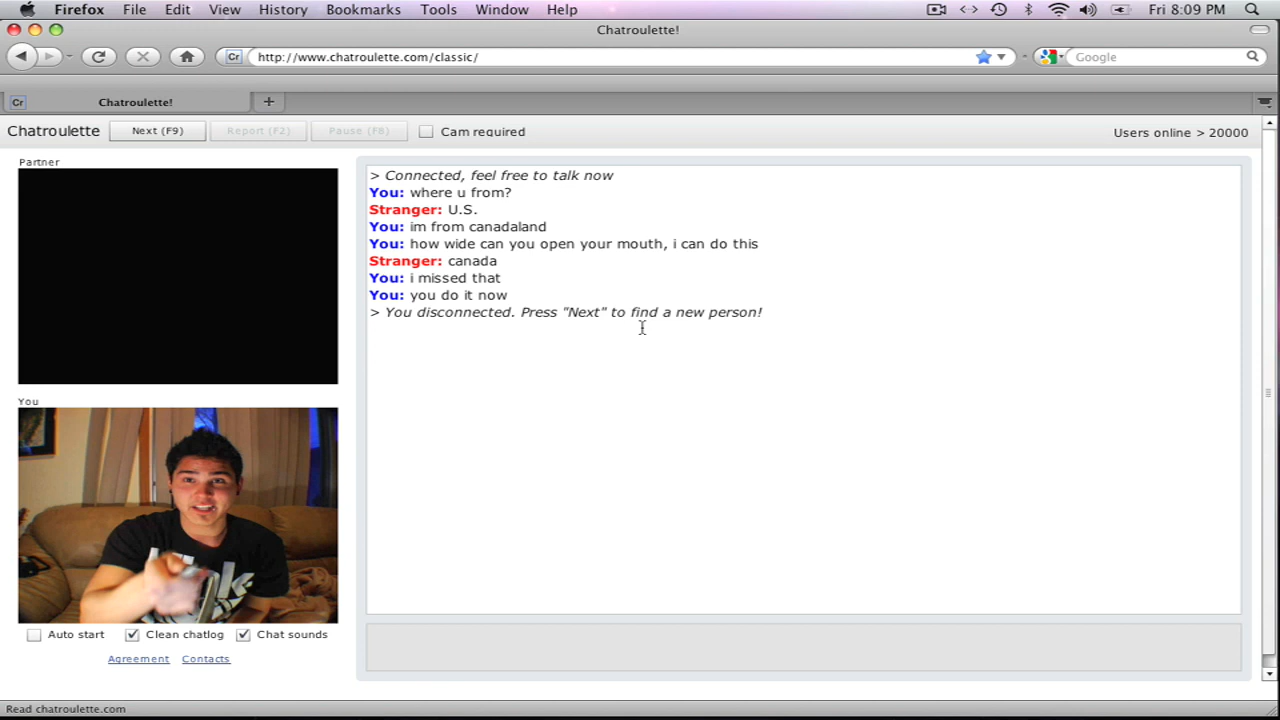 Firefox File Edit View History Bookmarks Tools Window Help Fri 8:09 PM
Chatroulette!
Cr http://www.chatroulette.com/classic/ Google
Cr Chatroulette!
Chatroulette Next (F9) Report (F2) Pause (F8) Cam required Users online > 20000
Partner
> Connected, feel free to talk now
You: where u from?
Stranger: U.S.
You: im from canadaland
You: how wide can you open your mouth, i can do this
Stranger: canada
You: i missed that
You: you do it now
> You disconnected. Press "Next" to find a new person!
You
Auto start Clean chatlog Chat sounds
Agreement Contacts
Read chatroulette.com